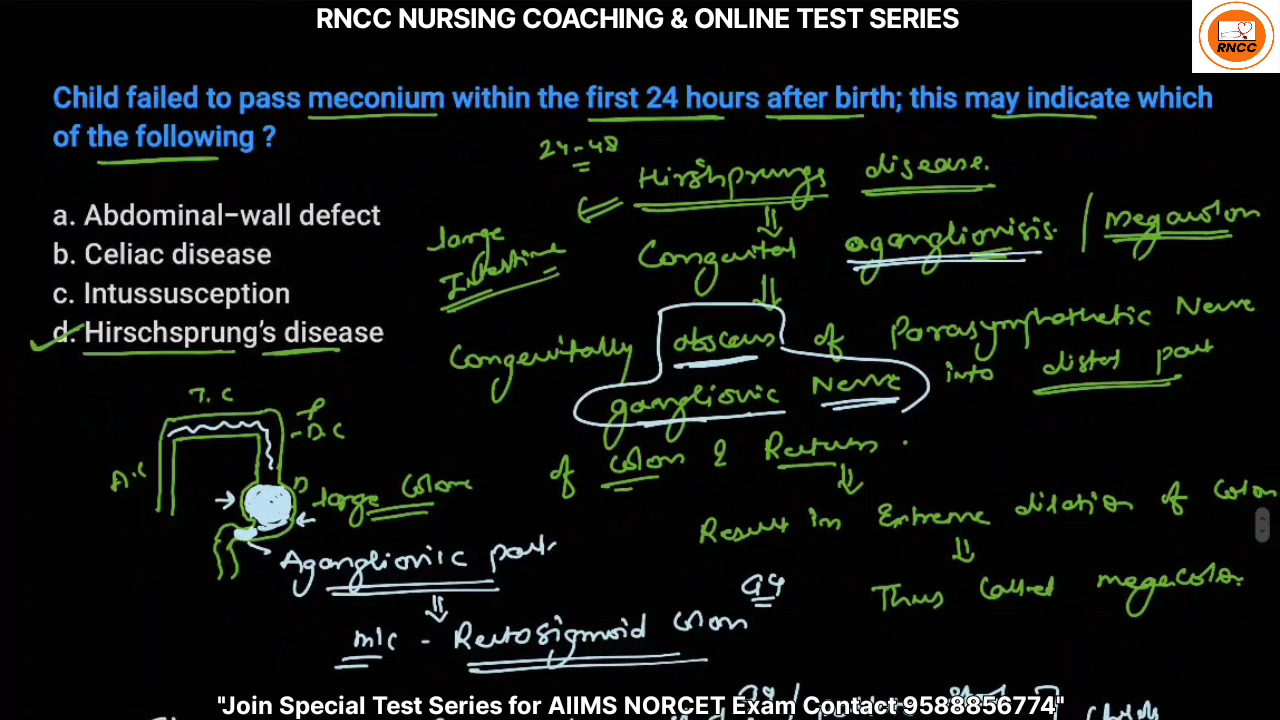 RNCC NURSING COACHING & ONLINE TEST SERIES
RNCC
Child failed to pass meconium within the first 24 hours after birth; this may indicate which
of the following ?
24-48
Hirshprungs disease.
a. Abdominal-wall defect
b. Celiac disease
c. Intussusception
d. Hirschsprung's disease
large
Intestine
Congenital aganglionisis / Megacolon
Congenitally absens of Parasymphathetic Nerve
ganglionic Nerve into distal part
of Colon & Rectum.
T.C
D.C
A.C
large Colon
Result in Extreme dilation of Colon
Aganglionic part
Thus Called megacolon.
m/c - Rectosigmoid colon
"Join Special Test Series for AIIMS NORCET Exam Contact 9588856774"